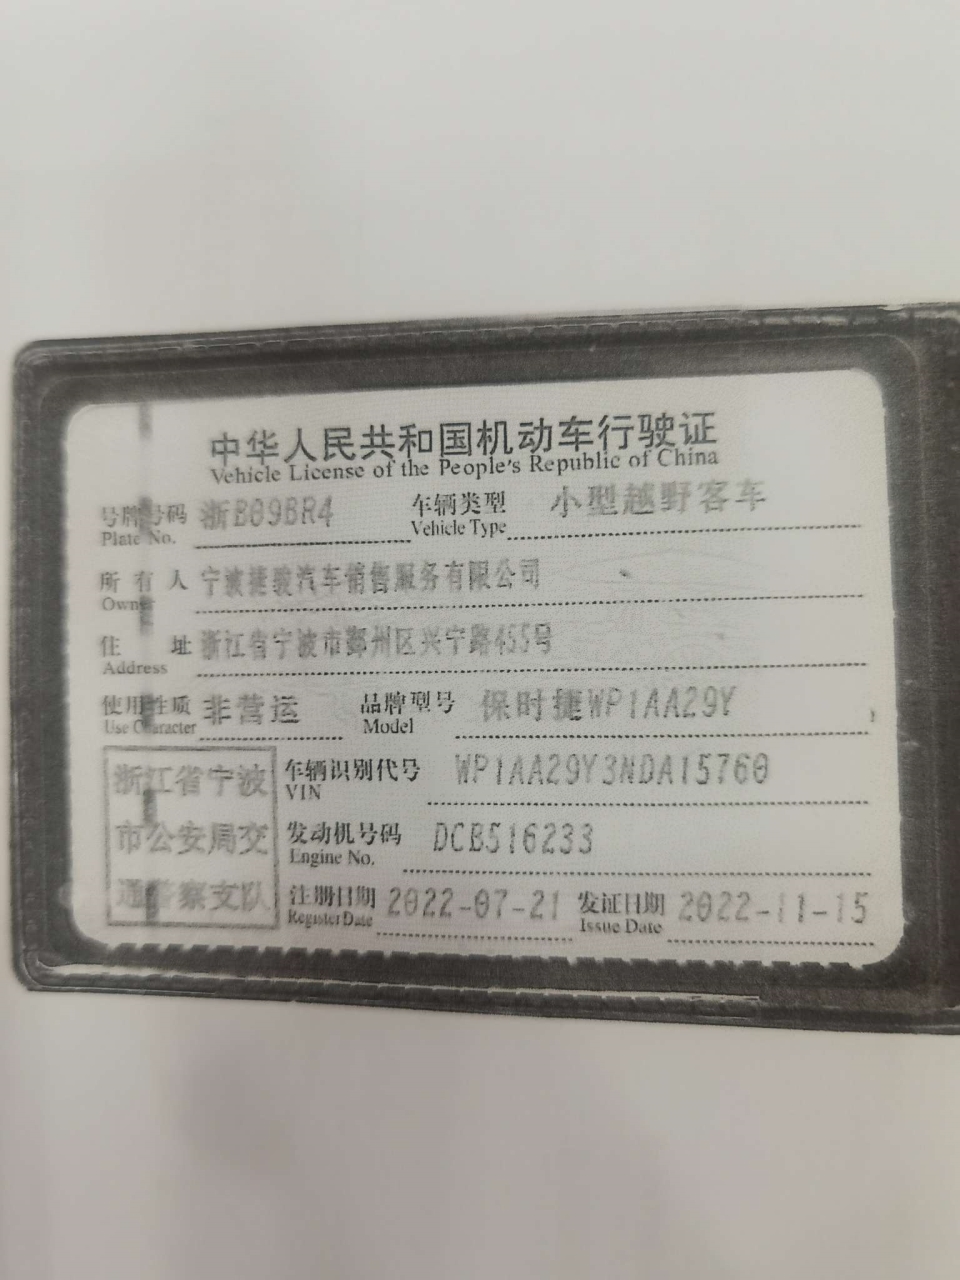 中华人民共和国机动车行驶证
Vehicle License of the People's Republic of China
号牌号码 浙B09BR4 车辆类型 小型越野客车
Plate No. Vehicle Type
所有人 宁波捷骏汽车销售服务有限公司
Owner
住址 浙江省宁波市鄞州区兴宁路455号
Address
使用性质 非营运 品牌型号 保时捷WP1AA29Y
Use Character Model
浙江省宁波
市公安局交
通警察支队
车辆识别代号 WP1AA29Y3NDA15760
VIN
发动机号码 DCB516233
Engine No.
注册日期 2022-07-21 发证日期 2022-11-15
Register Date Issue Date